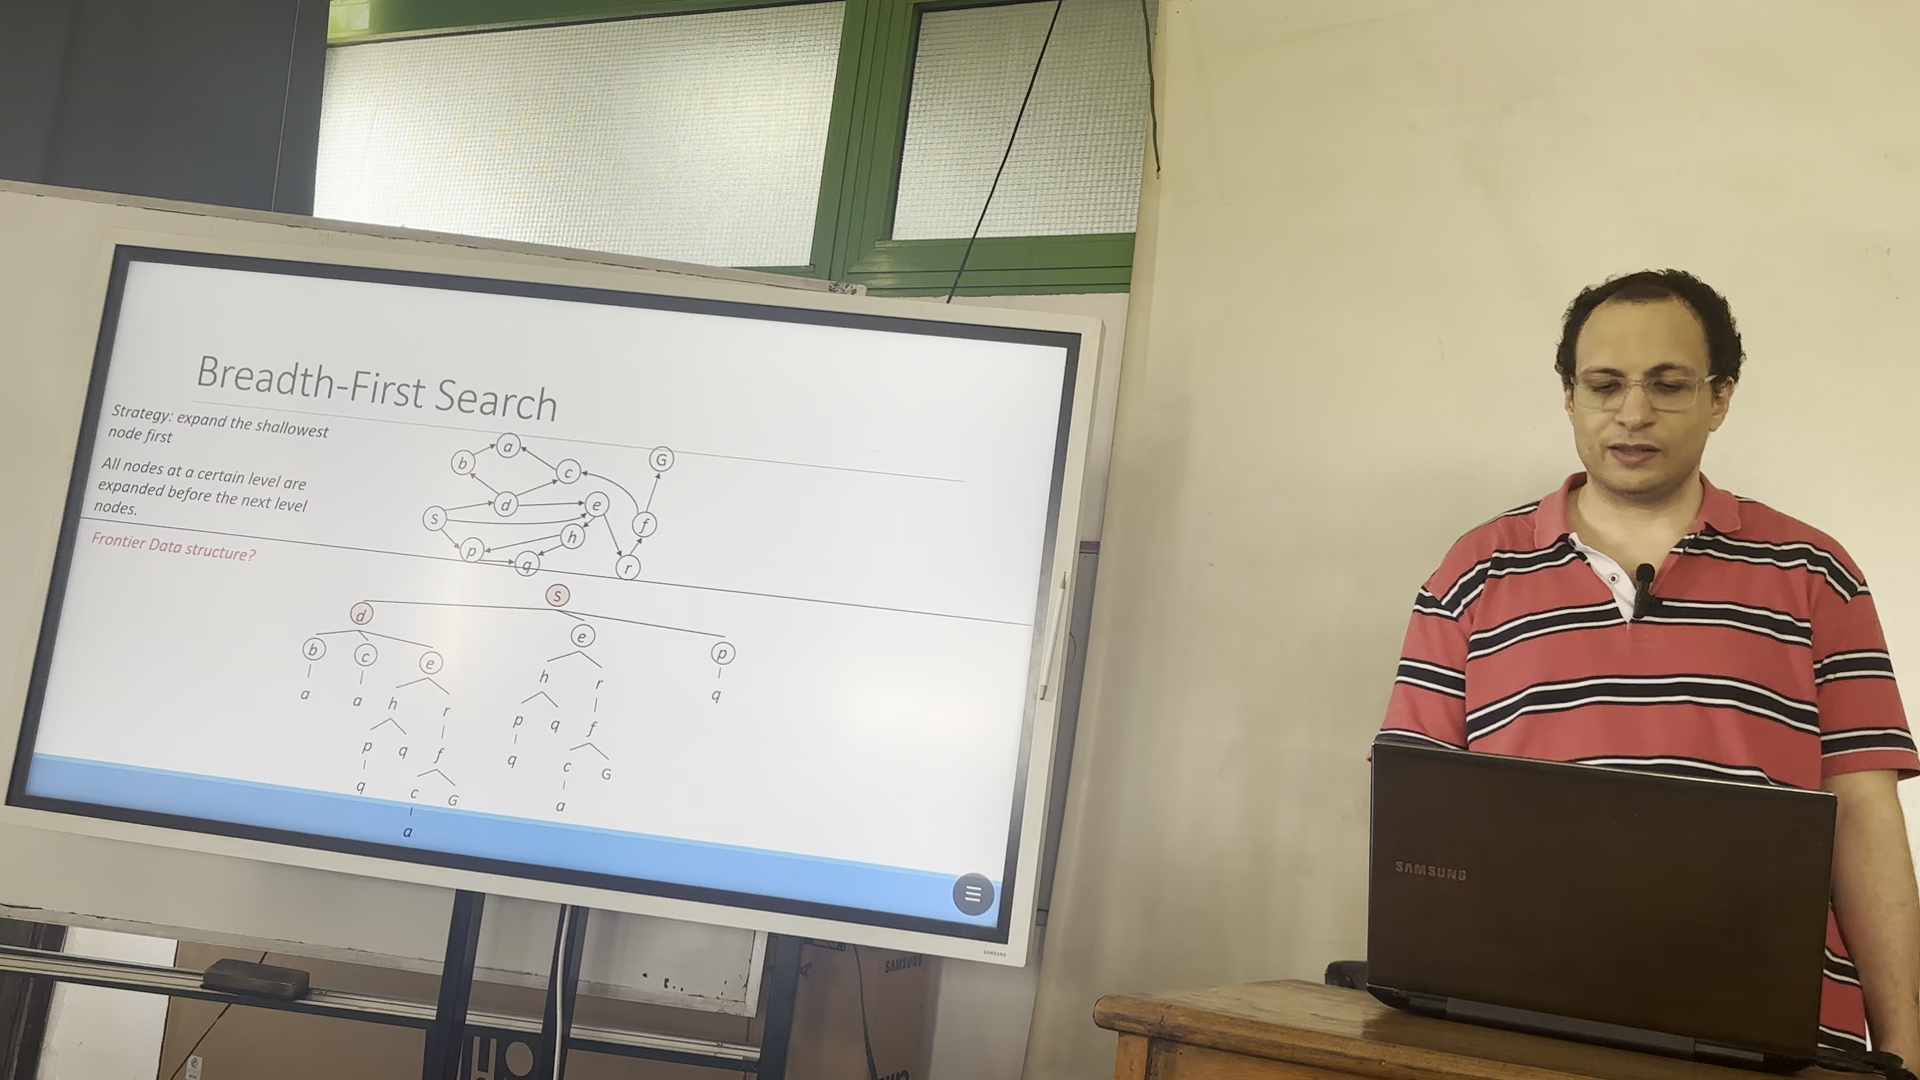 Breadth-First Search
Strategy: expand the shallowest
node first
All nodes at a certain level are
expanded before the next level
nodes.
Frontier Data structure?
a
G
b
c
d
e
S
f
h
p
q
r
S
d
e
p
b
c
e
h
r
q
a
a
h
r
p
q
f
p
q
f
q
c
G
q
c
G
a
a
SAMSUNG
SAMSUNG
SAMSUNG